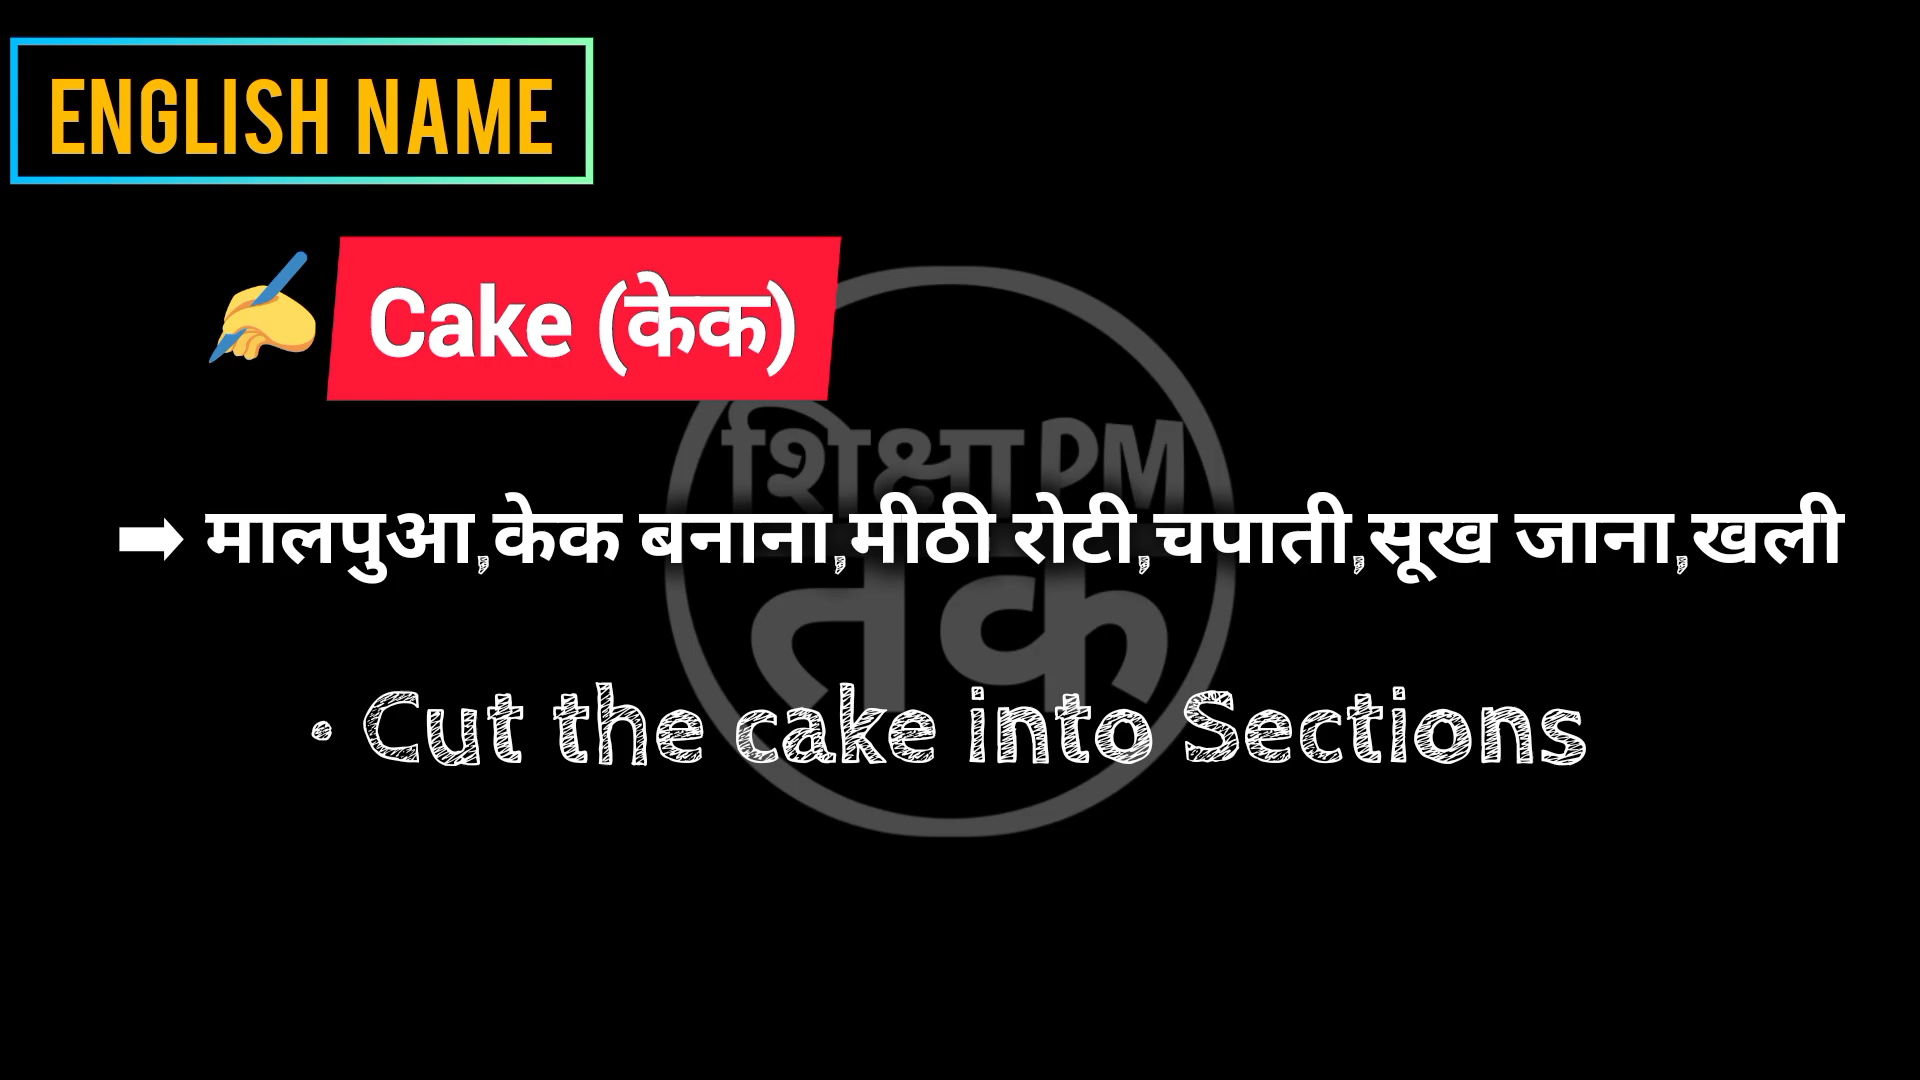 ENGLISH NAME
✍ Cake (केक)
शिक्षा PM
➡ मालपुआ,केक बनाना,मीठी रोटी,चपाती,सूख जाना,खली
तक
• Cut the cake into Sections